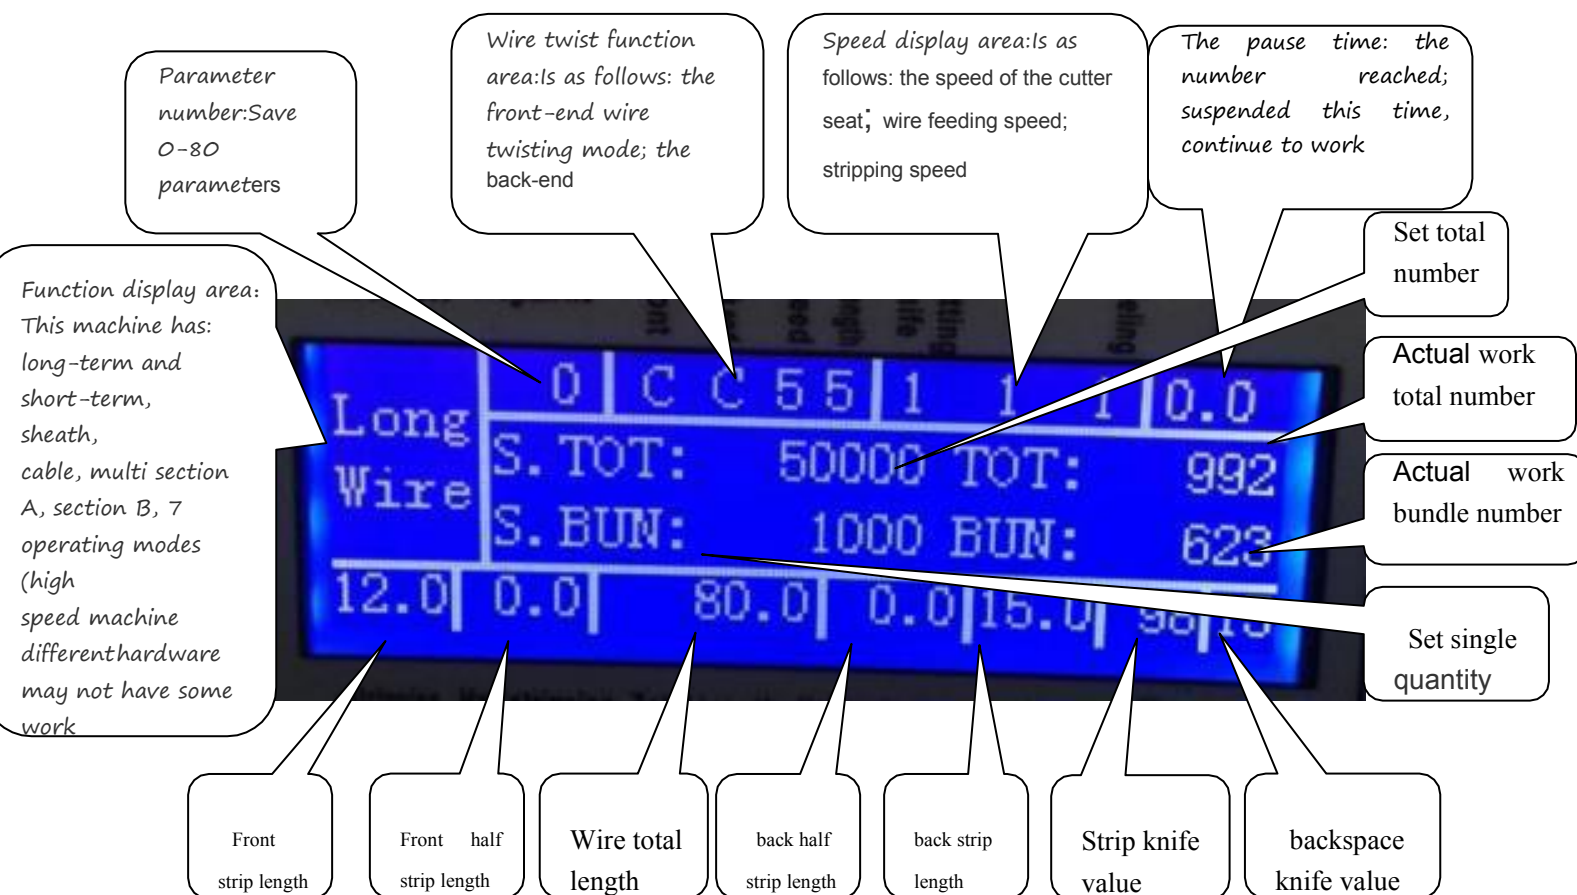 Parameter
number:Save
0-80
parameters
Wire twist function
area:Is as follows: the
front-end wire
twisting mode; the
back-end
Speed display area:Is as
follows: the speed of the cutter
seat; wire feeding speed;
stripping speed
The pause time: the
number reached;
suspended this time,
continue to work
Set total
number
Function display area:
This machine has:
long-term and
short-term,
sheath,
cable, multi section
A, section B, 7
operating modes
(high
speed machine
differenthardware
may not have some
work
Actual work
total number
Actual work
bundle number
Set single
quantity
Long
Wire
0 C C 5 5 1 1 1 0.0
S. TOT: 50000 TOT: 992
S. BUN: 1000 BUN: 623
12.0 0.0 80.0 0.0 15.0 98
Front
strip length
Front half
strip length
Wire total
length
back half
strip length
back strip
length
Strip knife
value
backspace
knife value